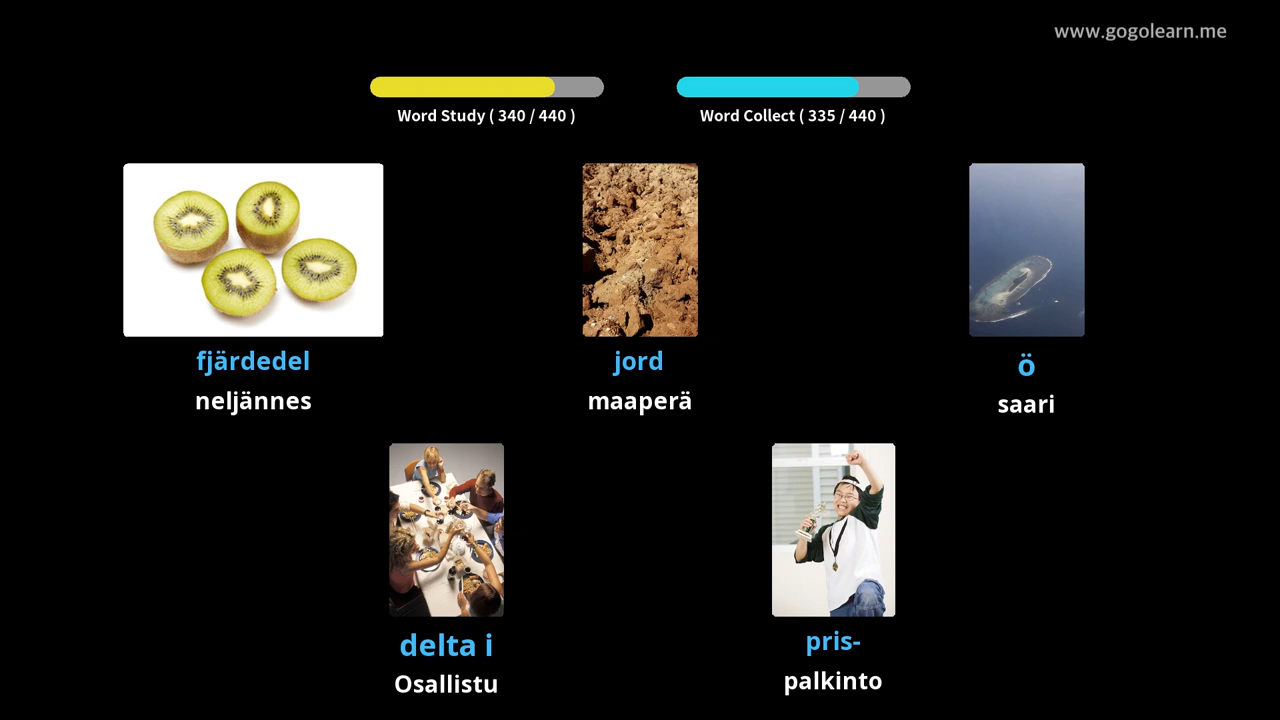 www.gogolearn.me
Word Study ( 340 / 440 )
Word Collect ( 335 / 440 )
fjärdedel
neljännes
jord
maaperä
ö
saari
delta i
Osallistu
pris-
palkinto